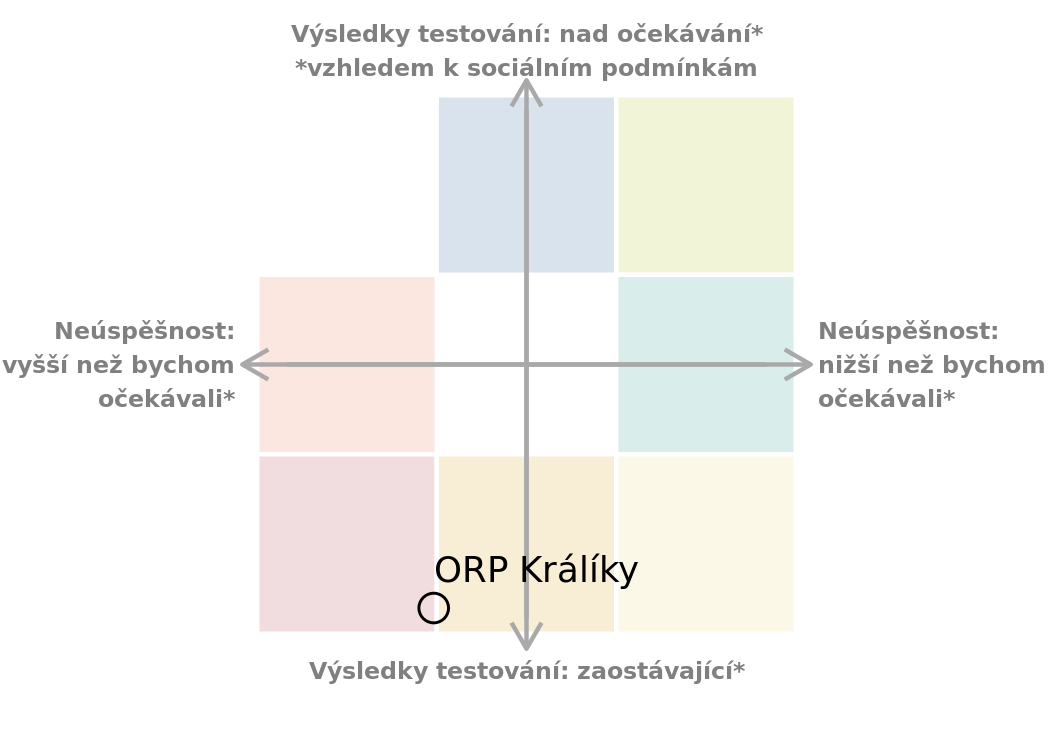 Výsledky testování: nad očekávání*
*vzhledem k sociálním podmínkám
Neúspěšnost:
vyšší než bychom
očekávali*
Neúspěšnost:
nižší než bychom
očekávali*
ORP Králíky
Výsledky testování: zaostávající*